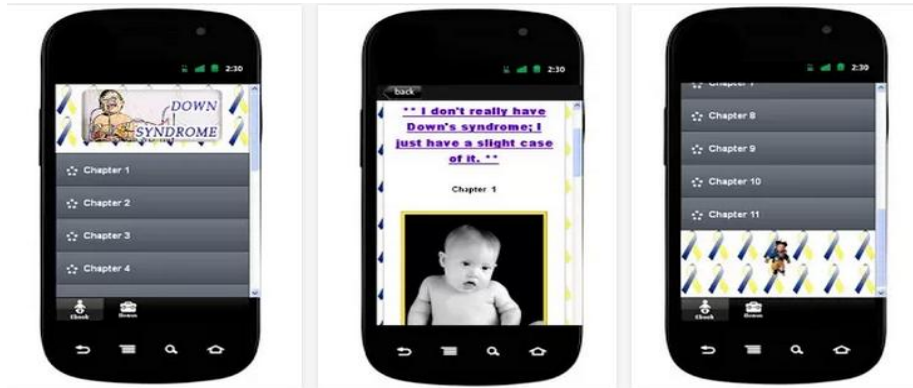 2:30
DOWN
SYNDROME
Chapter 1
Chapter 2
Chapter 3
Chapter 4
Ebook
2:30
back
** I don't really have
Down's syndrome; I
just have a slight case
of it. **
Chapter 1
2:30
Chapter 8
Chapter 9
Chapter 10
Chapter 11
Ebook